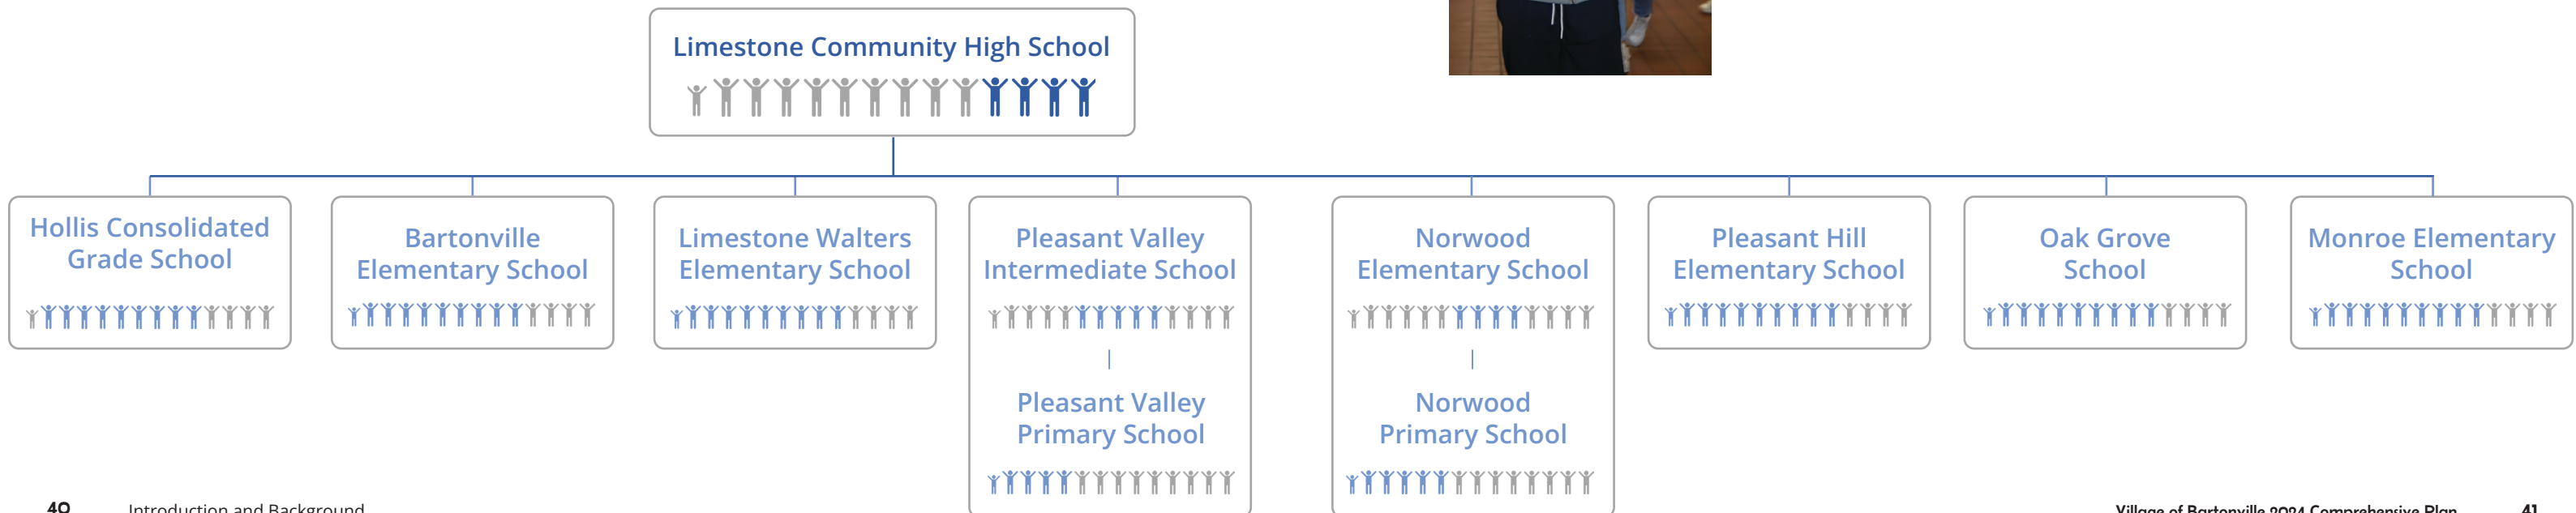 Limestone Community High School
Hollis Consolidated
Grade School
Bartonville
Elementary School
Limestone Walters
Elementary School
Pleasant Valley
Intermediate School
Pleasant Valley
Primary School
Norwood
Elementary School
Norwood
Primary School
Pleasant Hill
Elementary School
Oak Grove
School
Monroe Elementary
School
40 Introduction and Background
Village of Bartonville 2024 Comprehensive Plan 41